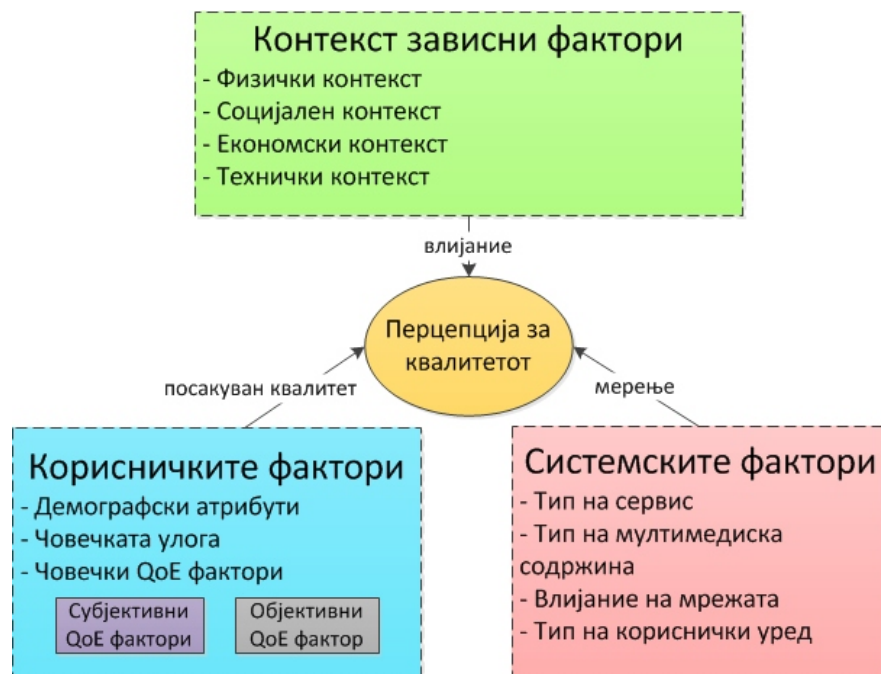 Контекст зависни фактори
- Физички контекст
- Социјален контекст
- Економски контекст
- Технички контекст
влијание
Перцепција за
квалитетот
посакуван квалитет
мерење
Корисничките фактори
- Демографски атрибути
- Човечката улога
- Човечки QoE фактори
Субјективни
QoE фактори
Објективни
QoE фактор
Системските фактори
- Тип на сервис
- Тип на мултимедиска
содржина
- Влијание на мрежата
- Тип на кориснички уред